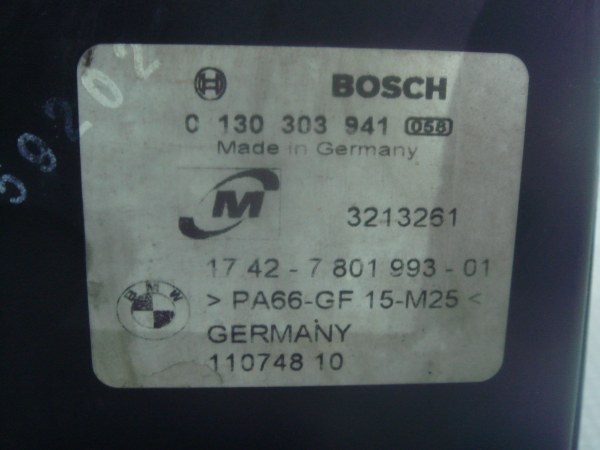 BOSCH
0 130 303 941 058
Made in Germany
M
3213261
17 42 - 7 801 993 - 01
BMW
> PA66-GF 15-M25 <
GERMANY
110748 10